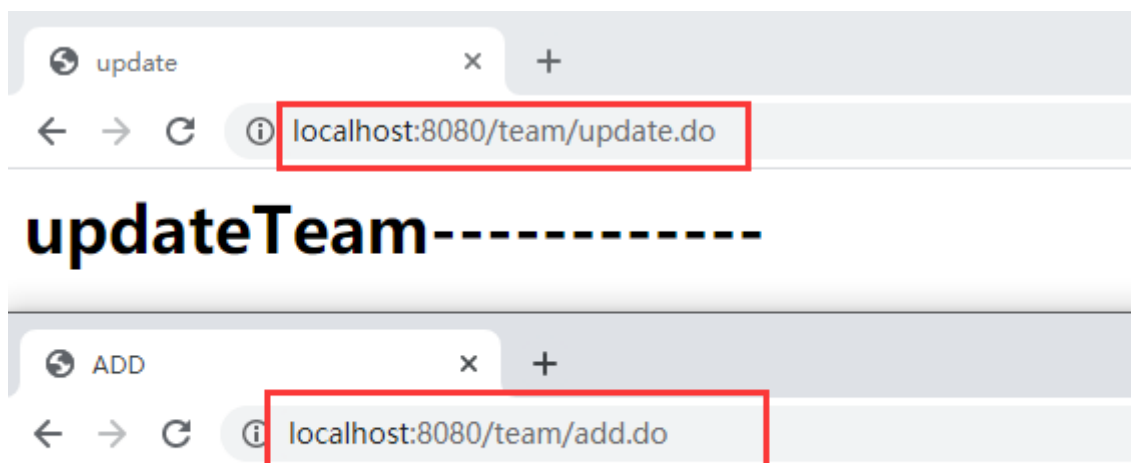 update
localhost:8080/team/update.do
updateTeam------------
ADD
localhost:8080/team/add.do